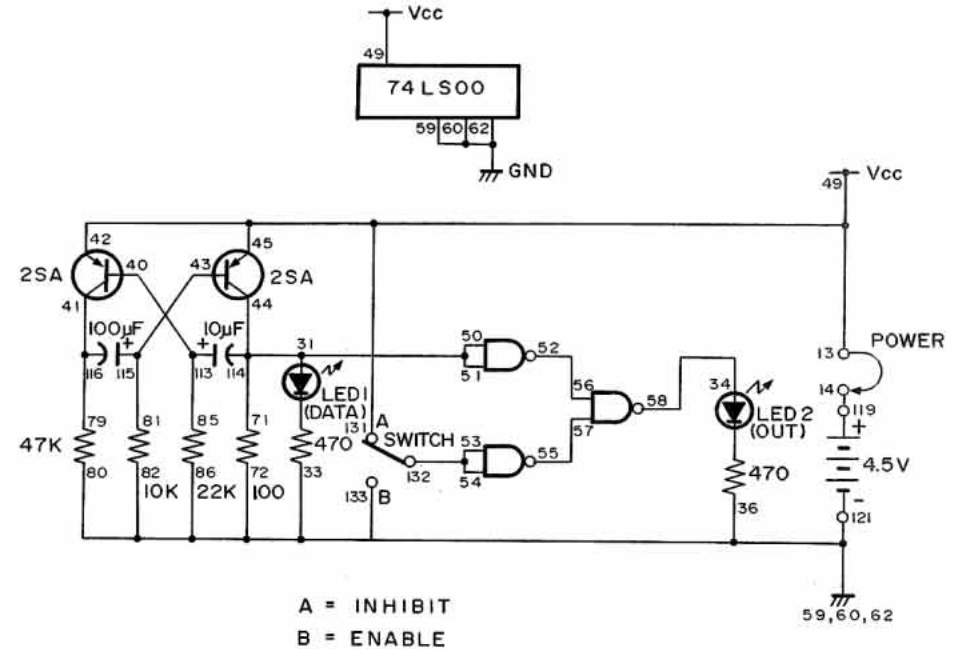 Vcc
49
74LS00
59 60 62
GND
49 Vcc
42 45
2SA 40 43 2SA
41 44
100µF + + 10µF
116 115 113 114
31
50
51
52
56
57
58
LED1
(DATA)
131 A
SWITCH
132
133 B
53
54
55
34
LED2
(OUT)
POWER
13
14
119
+
4.5V
-
121
79 81 85 71
47K 470 470
80 82 86 72 33 36
10K 22K 100
59,60,62
A = INHIBIT
B = ENABLE